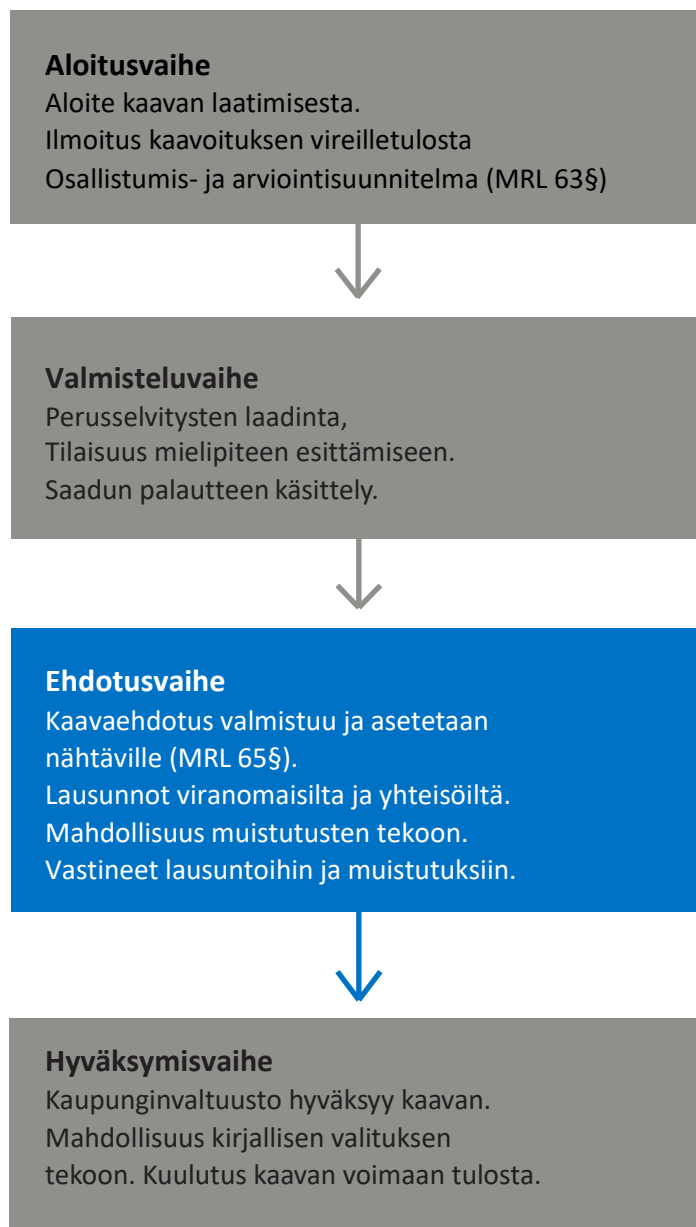 Aloitusvaihe
Aloite kaavan laatimisesta.
Ilmoitus kaavoituksen vireilletulosta
Osallistumis- ja arviointisuunnitelma (MRL 63§)
Valmisteluvaihe
Perusselvitysten laadinta,
Tilaisuus mielipiteen esittämiseen.
Saadun palautteen käsittely.
Ehdotusvaihe
Kaavaehdotus valmistuu ja asetetaan
nähtäville (MRL 65§).
Lausunnot viranomaisilta ja yhteisöiltä.
Mahdollisuus muistutusten tekoon.
Vastineet lausuntoihin ja muistutuksiin.
Hyväksymisvaihe
Kaupunginvaltuusto hyväksyy kaavan.
Mahdollisuus kirjallisen valituksen
tekoon. Kuulutus kaavan voimaan tulosta.